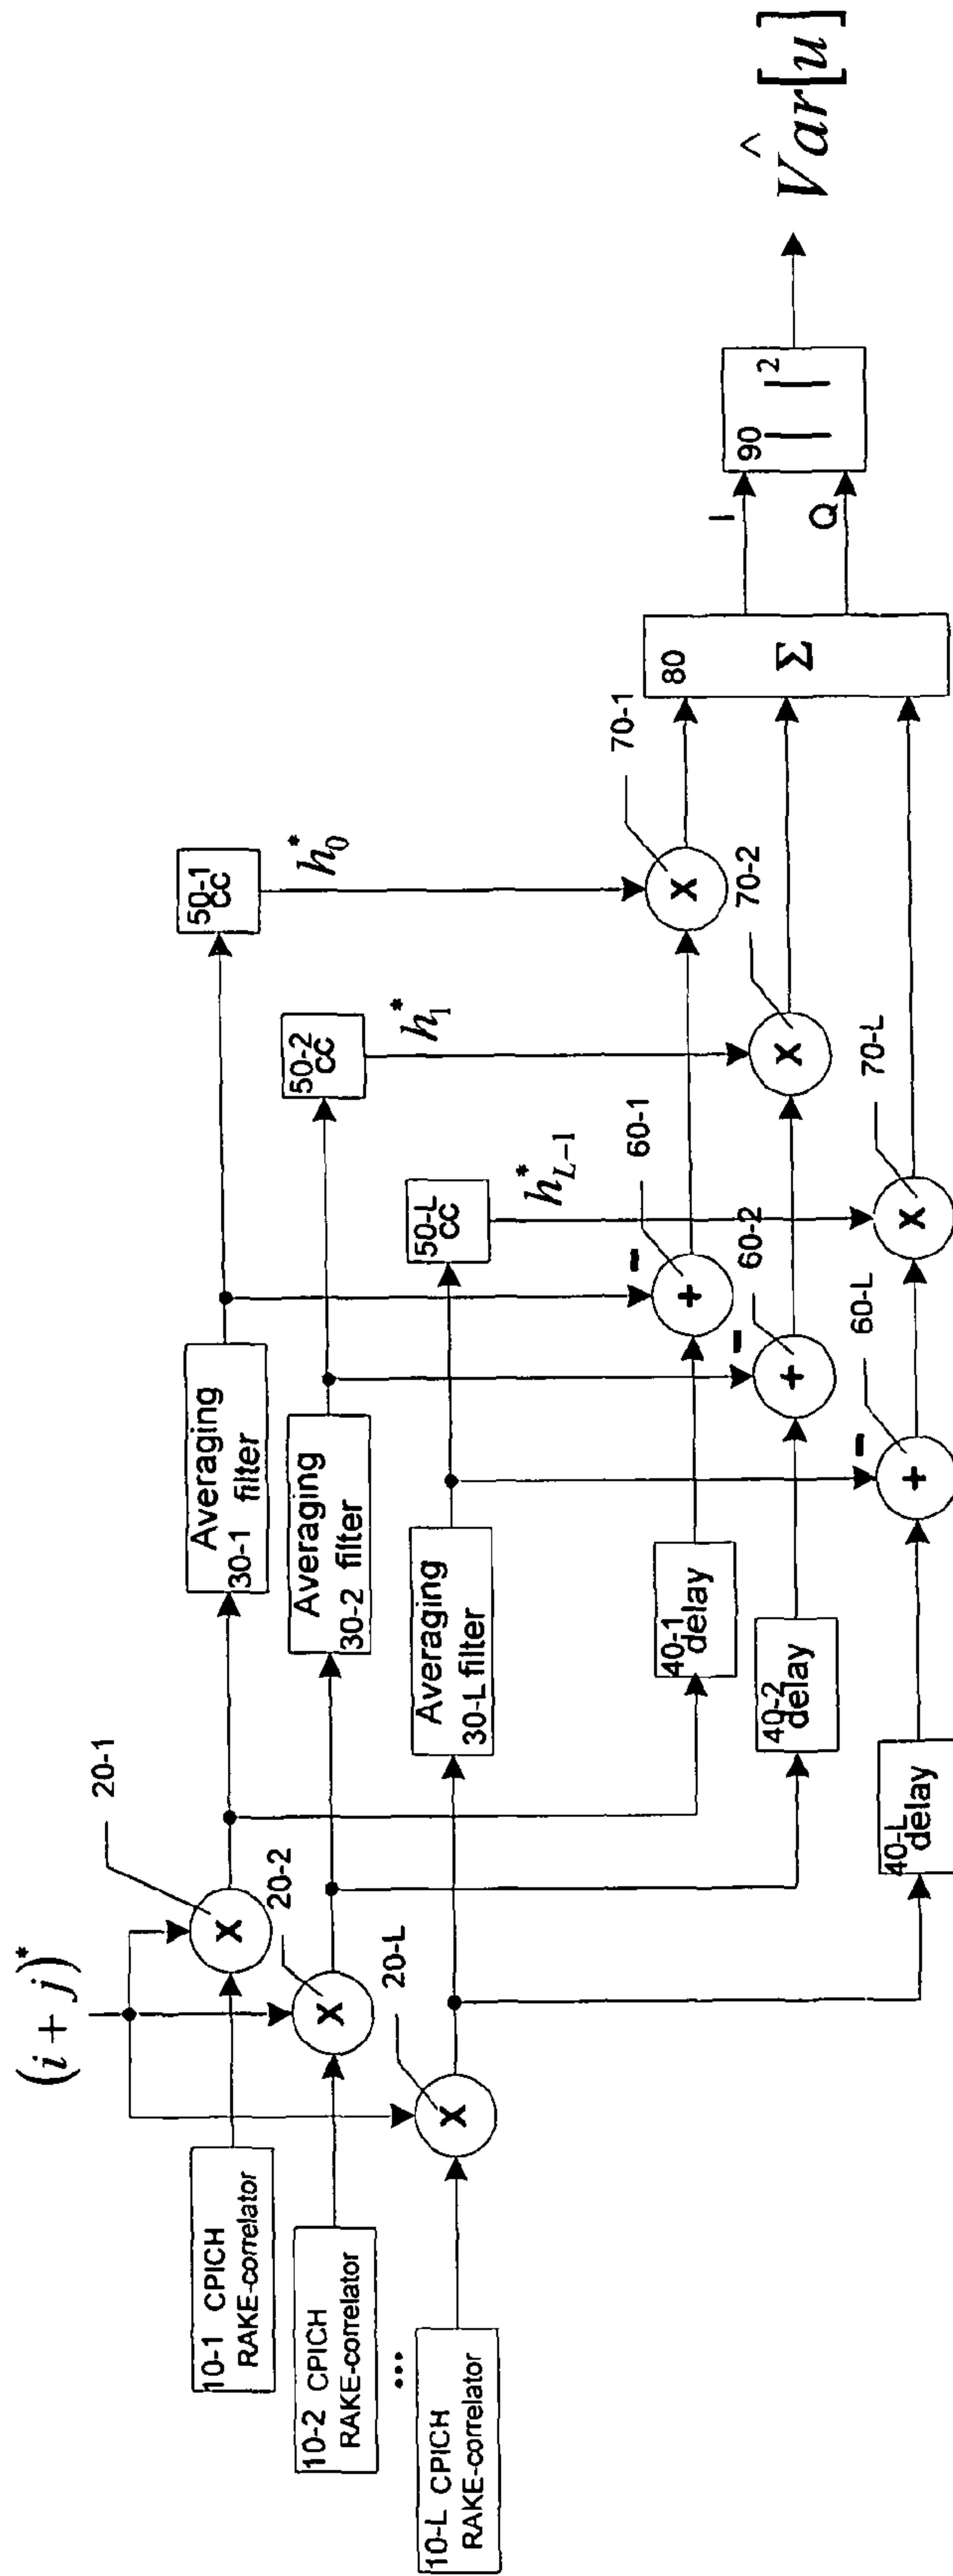 (i + j)*
10-1 CPICH
RAKE-correlator
10-2 CPICH
RAKE-correlator
...
10-L CPICH
RAKE-correlator
20-1
X
20-2
X
20-L
X
Averaging
30-1 filter
Averaging
30-2 filter
Averaging
30-L filter
40-1
delay
40-2
delay
40-L
delay
50-1
CC
50-2
CC
50-L
CC
h*0
h*1
h*L-1
60-1
−
+
60-2
−
+
60-L
−
+
70-1
X
70-2
X
70-L
X
80
Σ
I
Q
90
| |²
V̂ar[u]